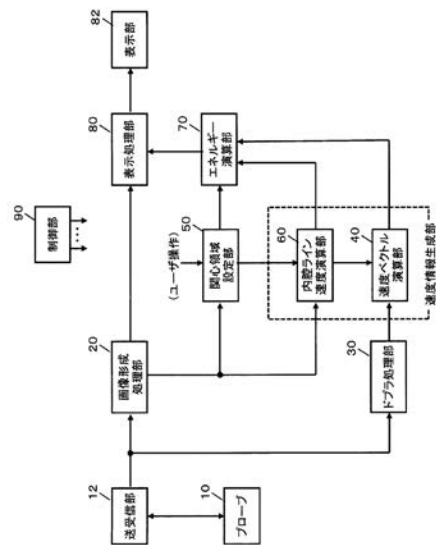 90
制御部
12
送受信部
10
プローブ
20
画像形成
処理部
80
表示処理部
82
表示部
(ユーザ操作)
50
関心領域
設定部
70
エネルギー
演算部
60
内腔ライン
速度演算部
40
速度ベクトル
演算部
30
ドプラ処理部
速度情報生成部